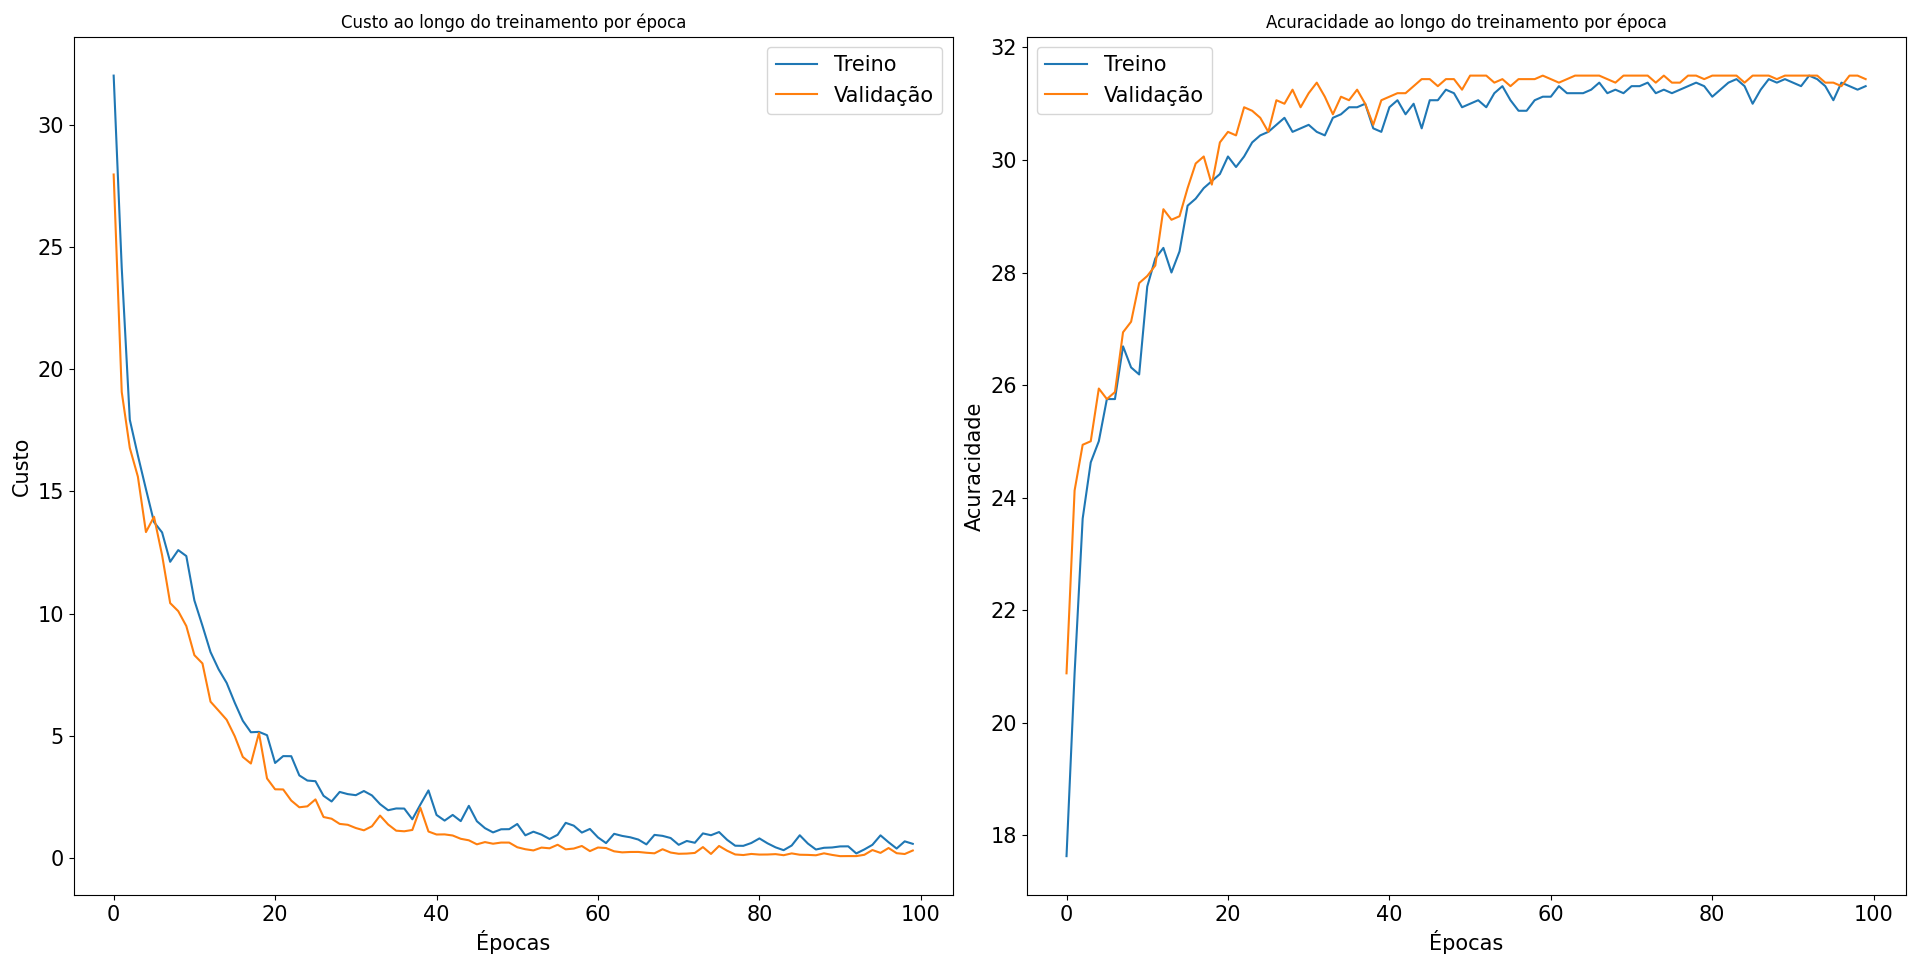 Custo ao longo do treinamento por época
Treino
Validação
30
25
20
15
10
5
0
Custo
0 20 40 60 80 100
Épocas
Acuracidade ao longo do treinamento por época
Treino
Validação
32
30
28
26
24
22
20
18
Acuracidade
0 20 40 60 80 100
Épocas